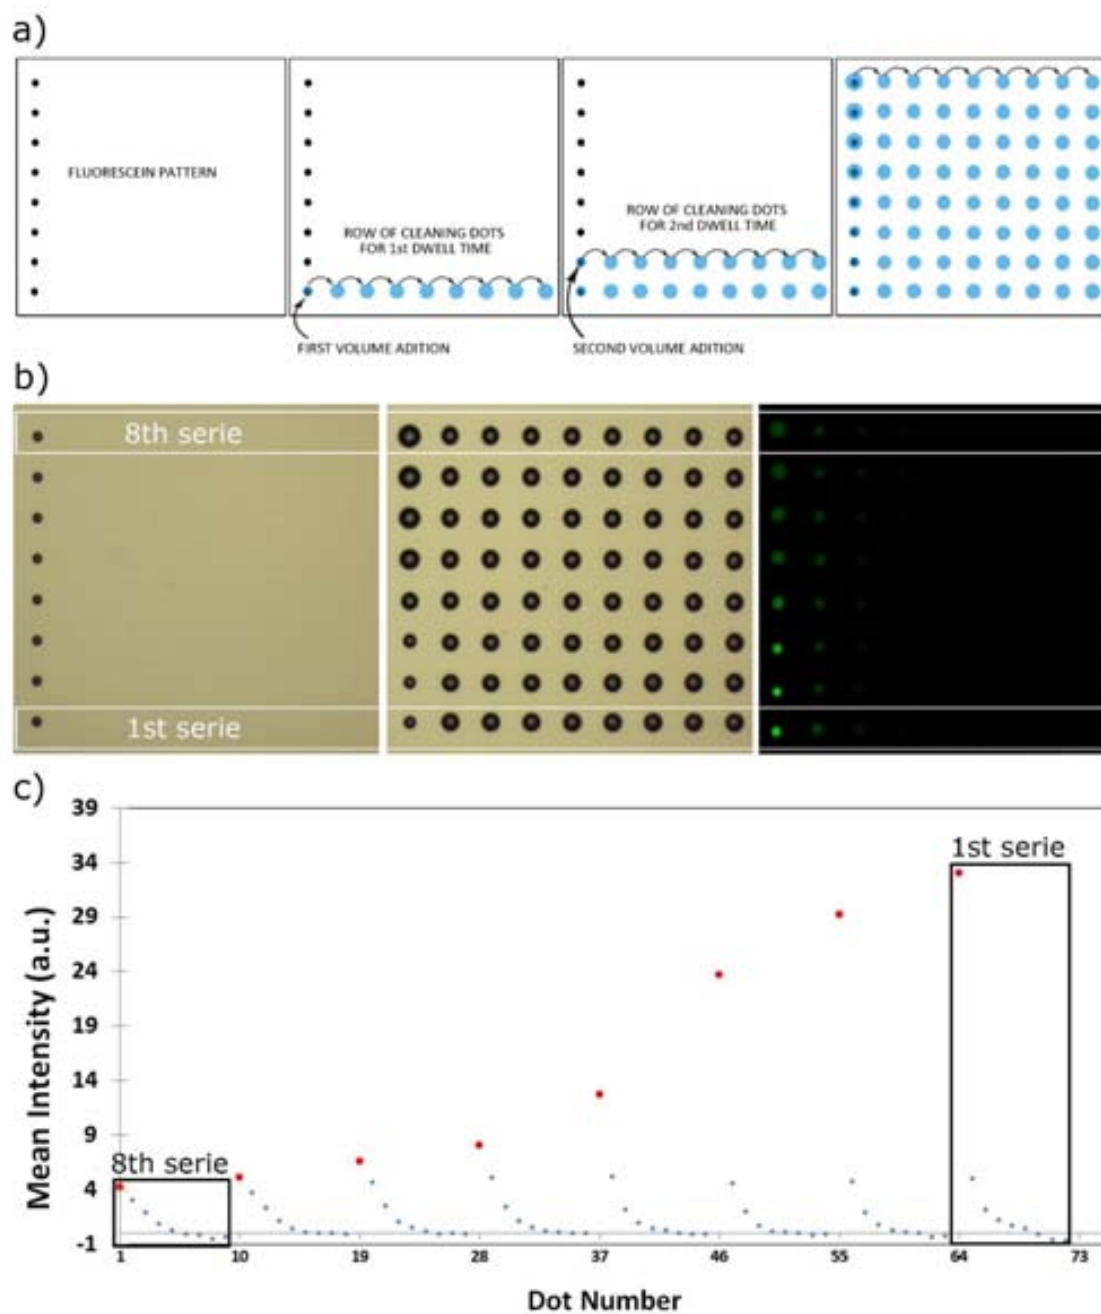 a)
FLUORESCEIN PATTERN
ROW OF CLEANING DOTS
FOR 1st DWELL TIME
ROW OF CLEANING DOTS
FOR 2nd DWELL TIME
FIRST VOLUME ADITION
SECOND VOLUME ADITION
b)
8th serie
1st serie
c)
39
34
29
24
19
14
9
4
-1
Mean Intensity (a.u.)
8th serie
1st serie
1 10 19 28 37 46 55 64 73
Dot Number